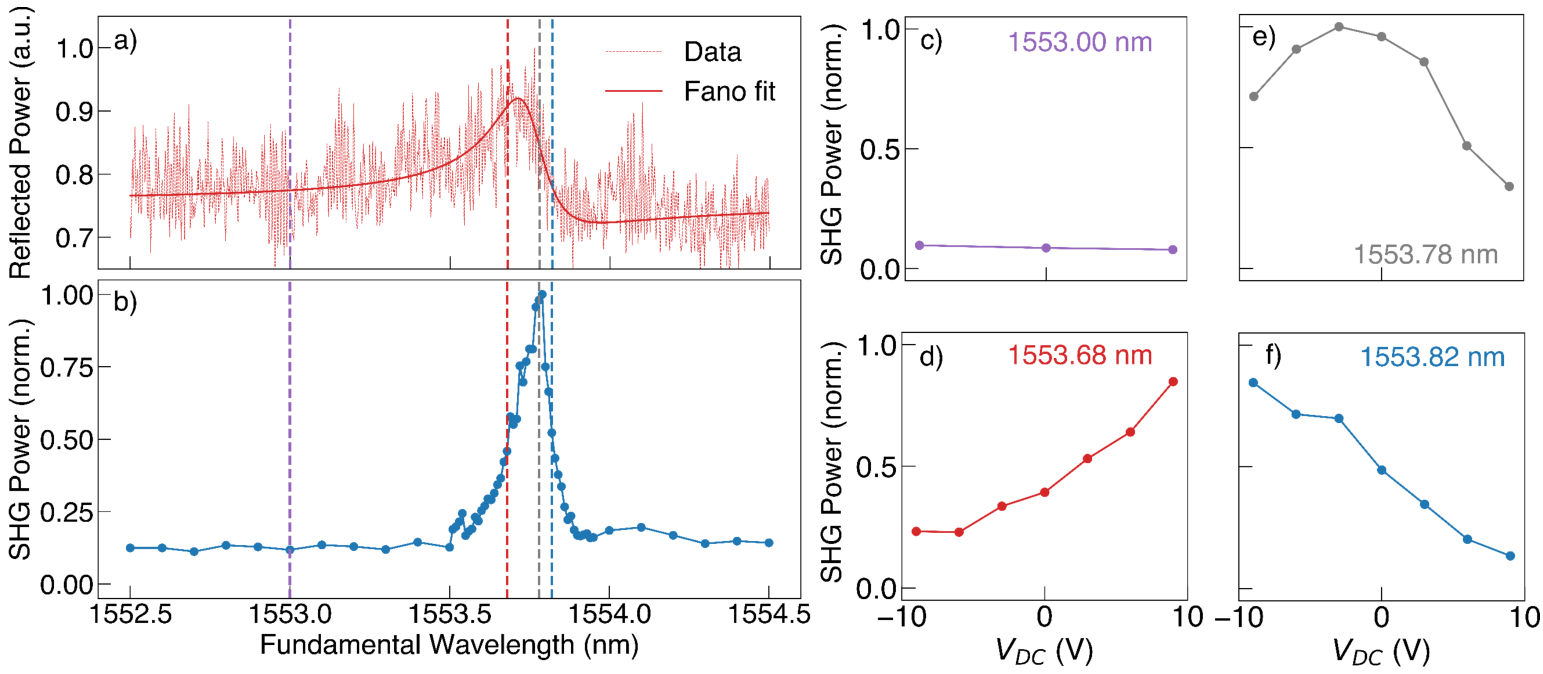 a)
Data
Fano fit
Reflected Power (a.u.)
1.0
0.9
0.8
0.7
b)
SHG Power (norm.)
1.00
0.75
0.50
0.25
0.00
1552.5
1553.0
1553.5
1554.0
1554.5
Fundamental Wavelength (nm)
c)
1553.00 nm
SHG Power (norm.)
1.0
0.5
0.0
e)
1553.78 nm
d)
1553.68 nm
SHG Power (norm.)
1.0
0.5
0.0
−10
0
10
V_DC (V)
f)
1553.82 nm
−10
0
10
V_DC (V)